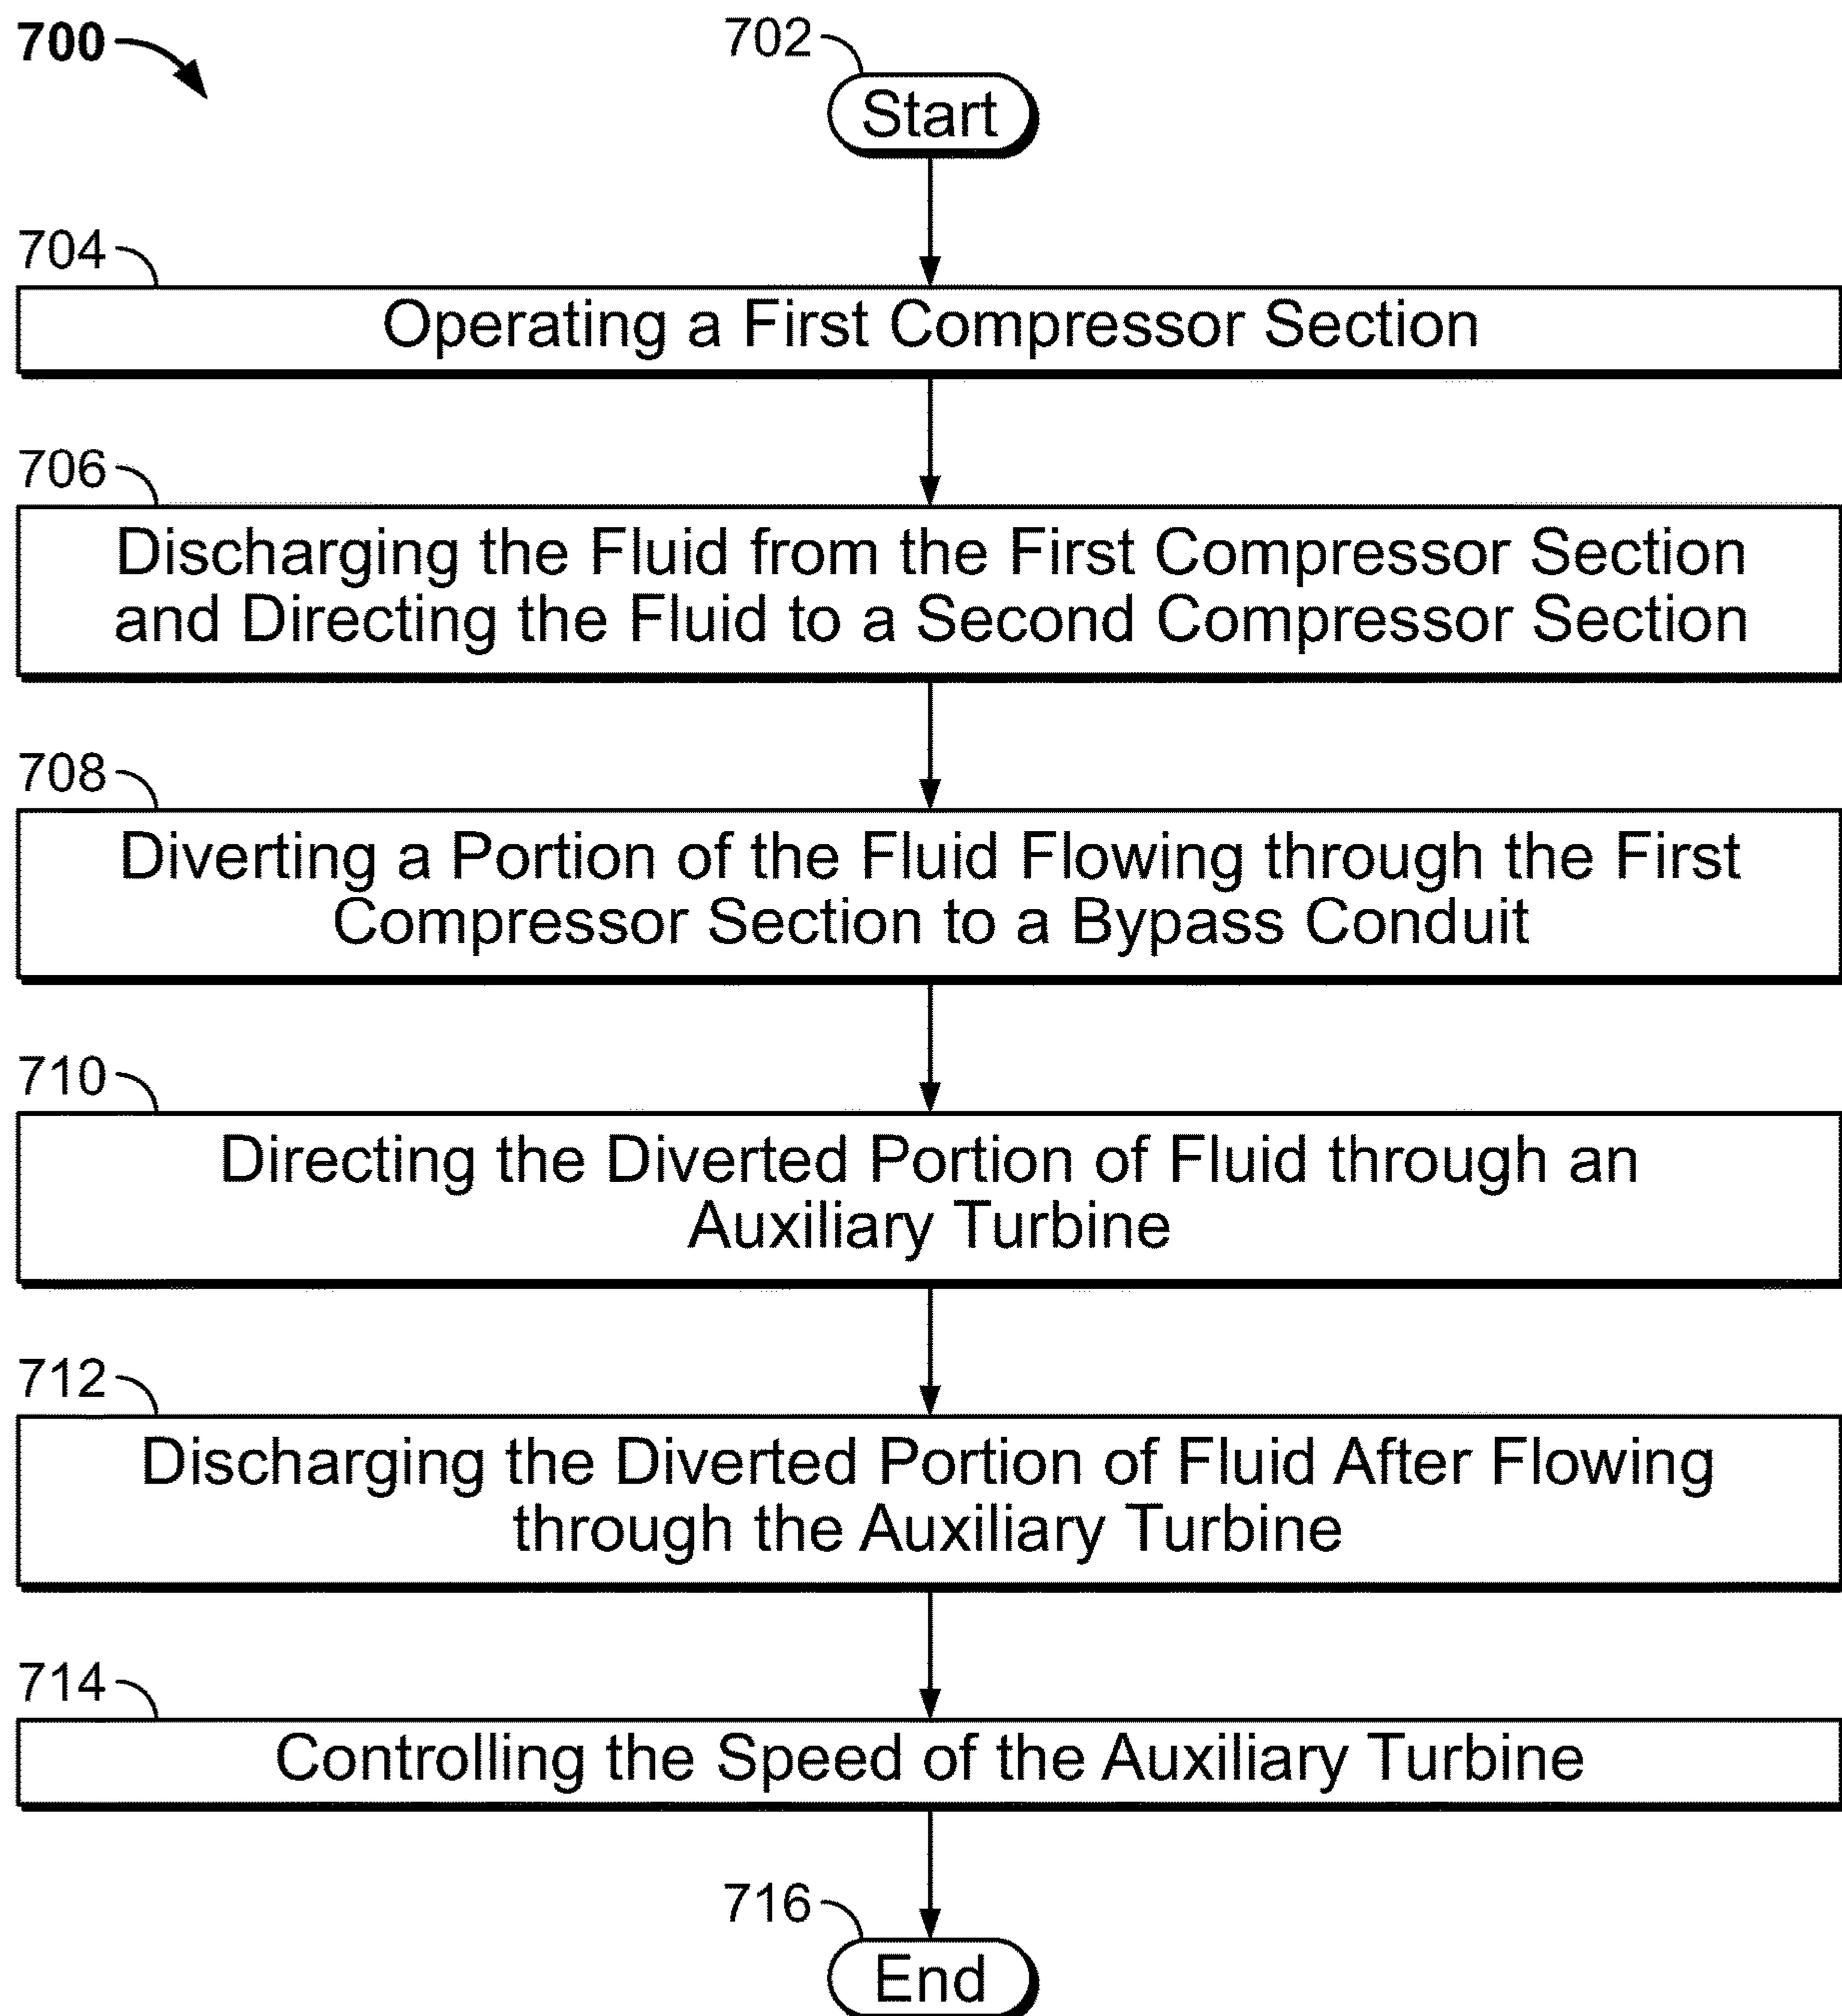 700
702
Start
704
Operating a First Compressor Section
706
Discharging the Fluid from the First Compressor Section
and Directing the Fluid to a Second Compressor Section
708
Diverting a Portion of the Fluid Flowing through the First
Compressor Section to a Bypass Conduit
710
Directing the Diverted Portion of Fluid through an
Auxiliary Turbine
712
Discharging the Diverted Portion of Fluid After Flowing
through the Auxiliary Turbine
714
Controlling the Speed of the Auxiliary Turbine
716
End